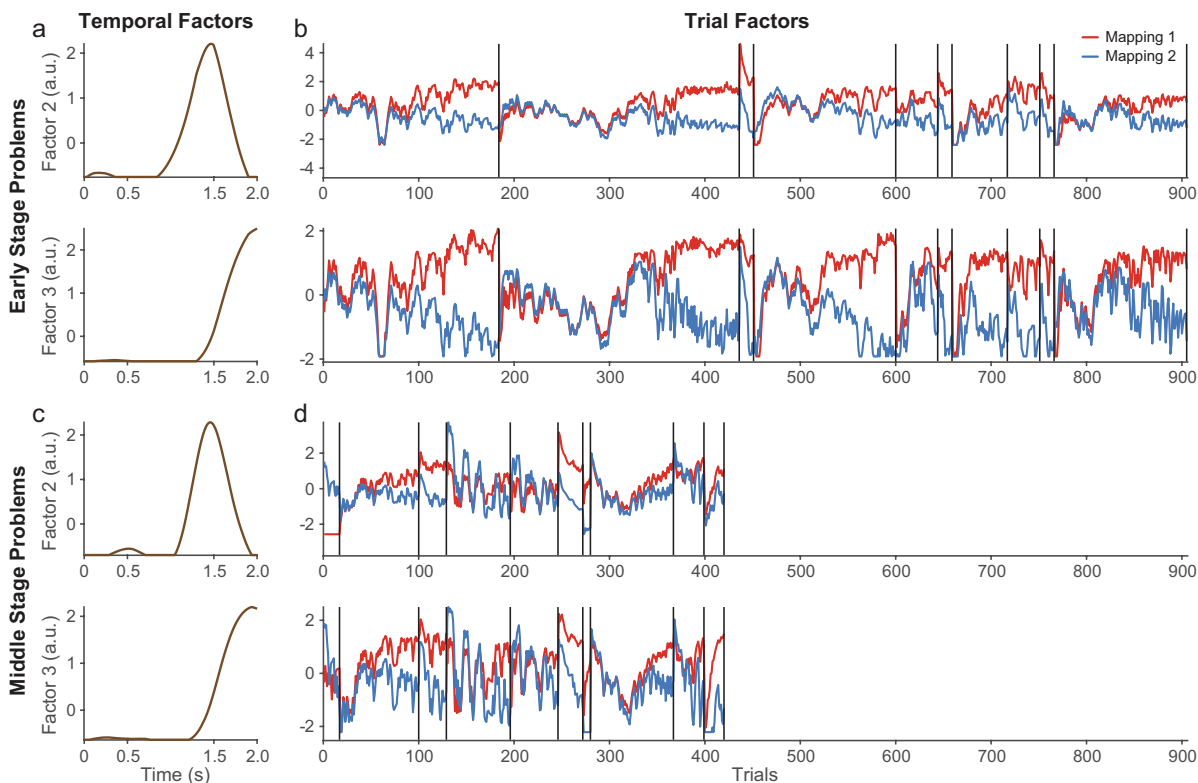 Temporal Factors
Trial Factors
a
b
Mapping 1
Mapping 2
Early Stage Problems
Factor 2 (a.u.)
2
1
0
0 0.5 1.5 2.0
4
2
0
-2
-4
0 100 200 300 400 500 600 700 800 900
Factor 3 (a.u.)
2
1
0
0 0.5 1.5 2.0
2
0
-2
0 100 200 300 400 500 600 700 800 900
c
d
Middle Stage Problems
Factor 2 (a.u.)
2
1
0
0 0.5 1.5 2.0
2
0
-2
0 100 200 300 400 500 600 700 800 900
Factor 3 (a.u.)
2
1
0
0 0.5 1.5 2.0
2
0
-2
0 100 200 300 400 500 600 700 800 900
Time (s)
Trials